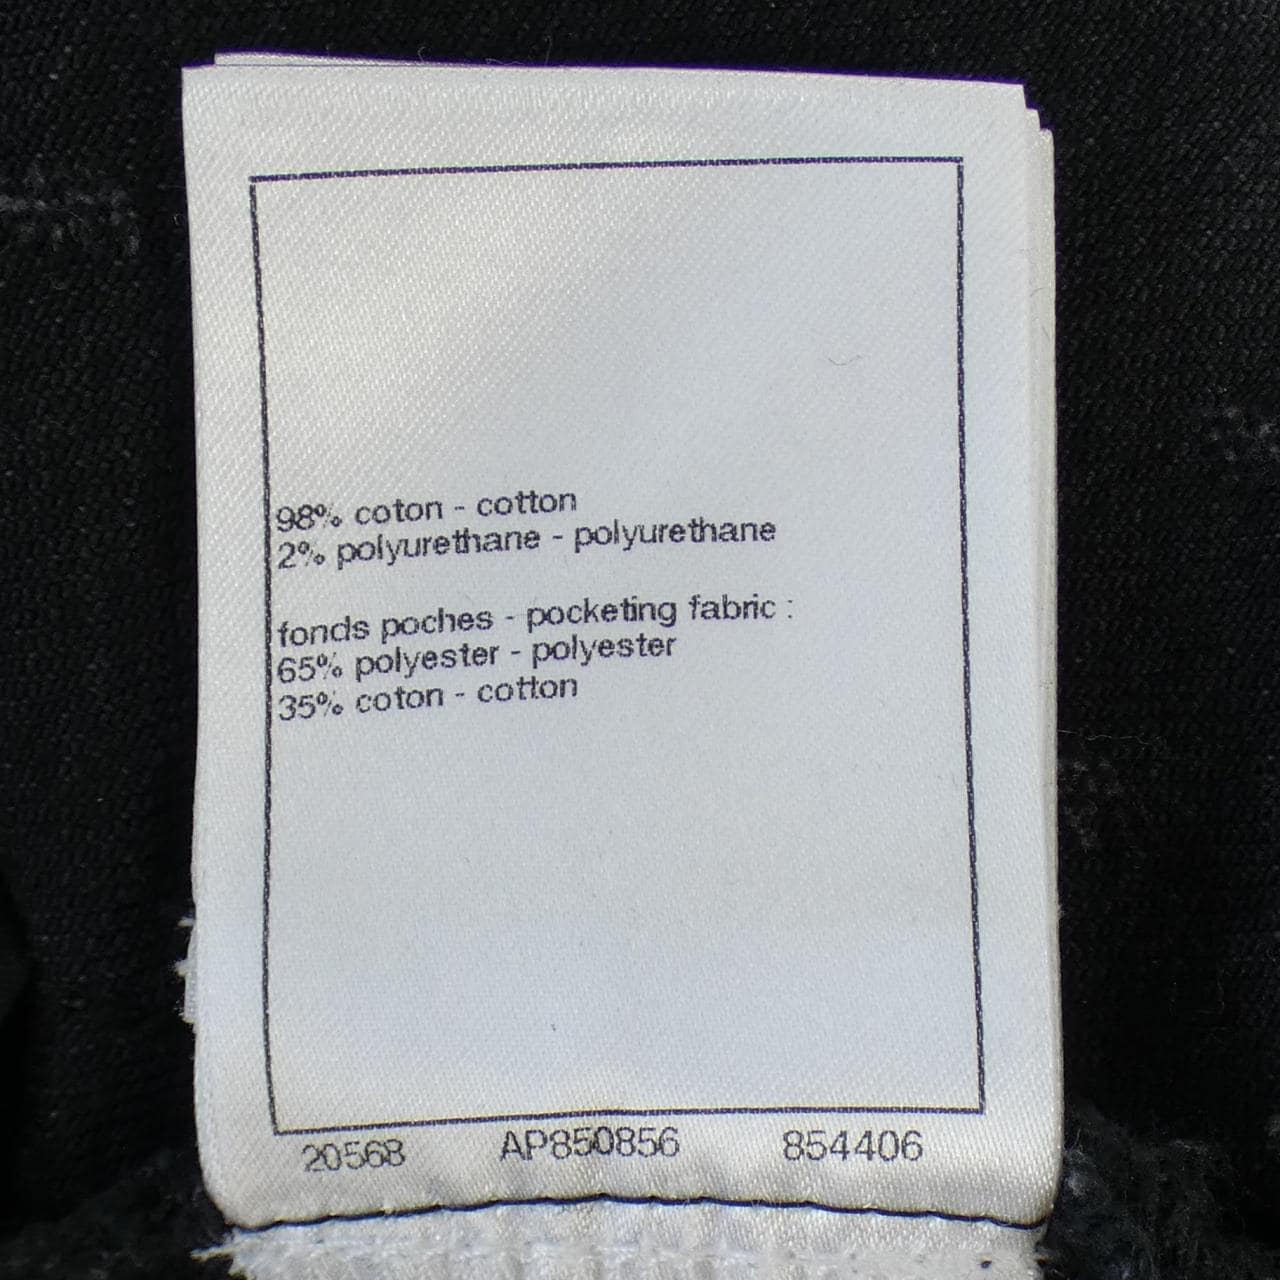 98% coton - cotton
2% polyurethane - polyurethane
fonds poches - pocketing fabric :
65% polyester - polyester
35% coton - cotton
20568 AP850856 854406